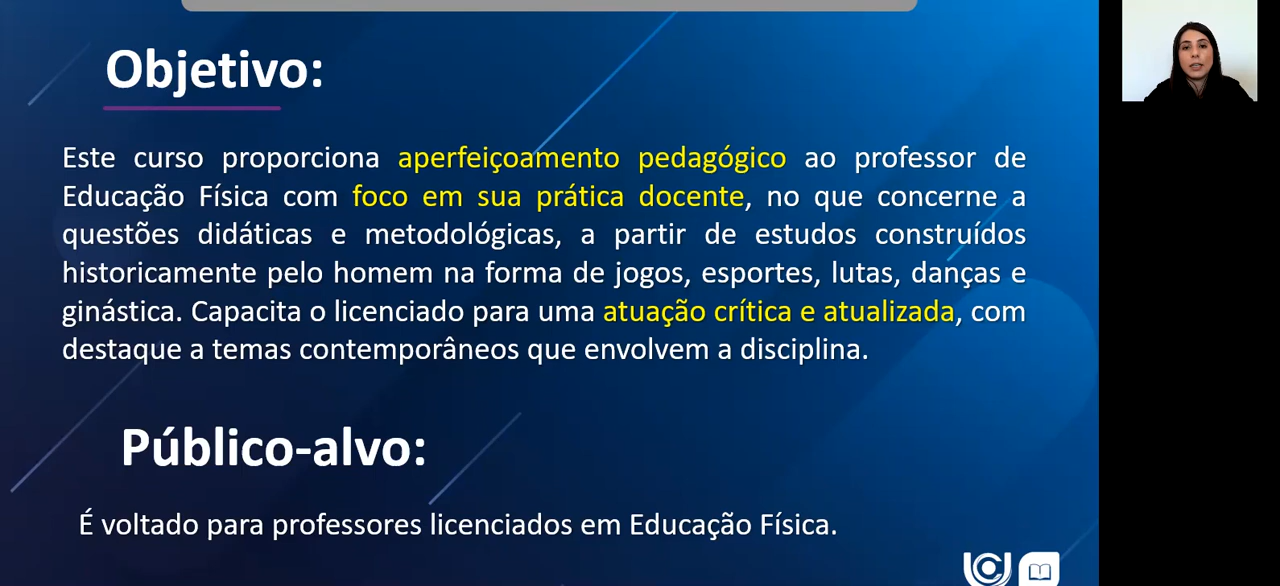 Objetivo:
Este curso proporciona aperfeiçoamento pedagógico ao professor de
Educação Física com foco em sua prática docente, no que concerne a
questões didáticas e metodológicas, a partir de estudos construídos
historicamente pelo homem na forma de jogos, esportes, lutas, danças e
ginástica. Capacita o licenciado para uma atuação crítica e atualizada, com
destaque a temas contemporâneos que envolvem a disciplina.
Público-alvo:
É voltado para professores licenciados em Educação Física.